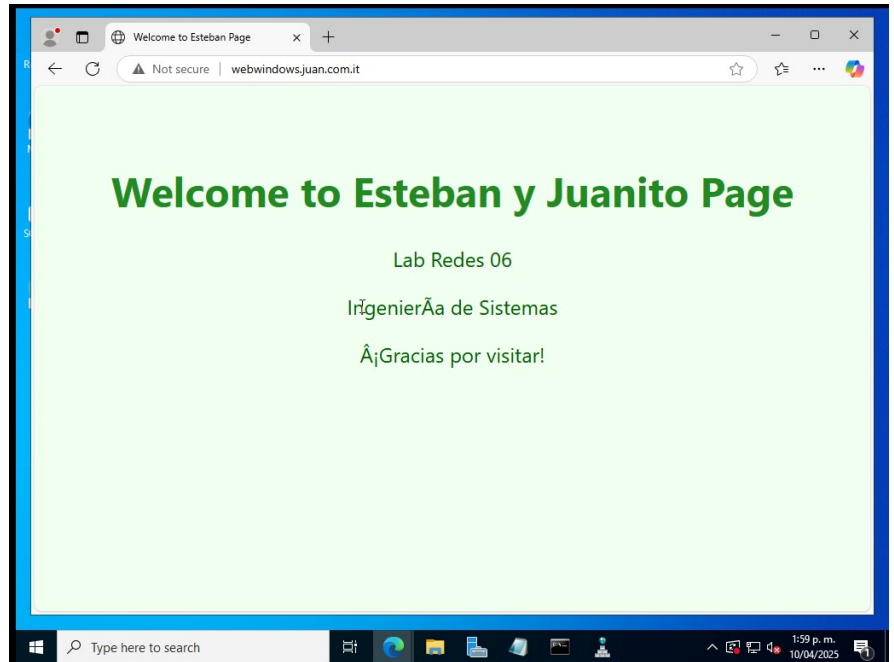 Welcome to Esteban Page
Not secure | webwindows.juan.com.it
Welcome to Esteban y Juanito Page
Lab Redes 06
IngenierÃa de Sistemas
Â¡Gracias por visitar!
Type here to search
1:59 p. m.
10/04/2025
1